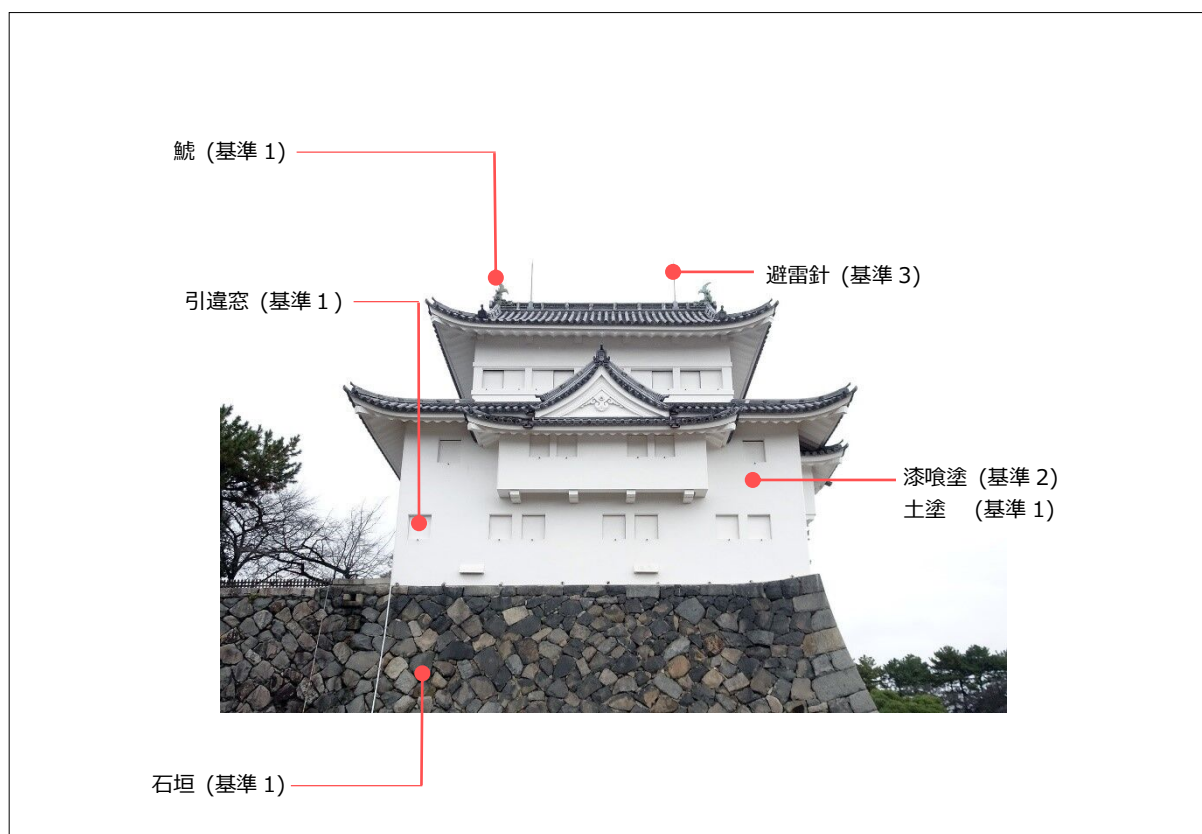 鯱 (基準 1)
避雷針 (基準 3)
引違窓 (基準 1 )
漆喰塗 (基準 2)
土塗 (基準 1)
石垣 (基準 1)